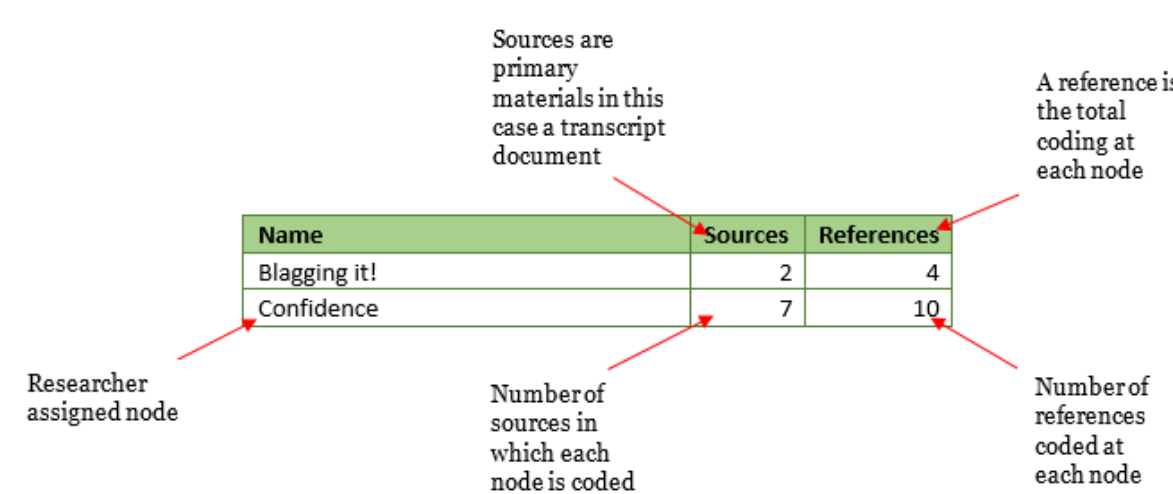 Sources are
primary
materials in this
case a transcript
document
A reference is
the total
coding at
each node
Name Sources References
Blagging it! 2 4
Confidence 7 10
Researcher
assigned node
Number of
sources in
which each
node is coded
Number of
references
coded at
each node